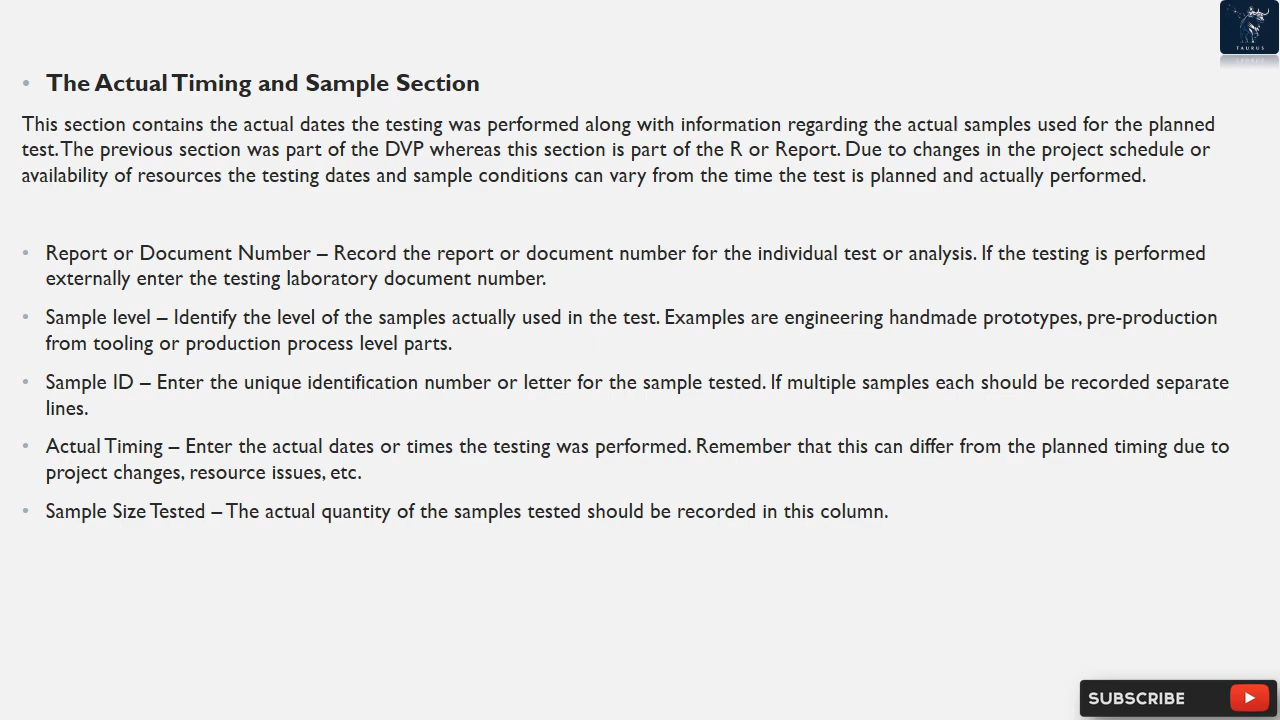 TAURUS
The Actual Timing and Sample Section
This section contains the actual dates the testing was performed along with information regarding the actual samples used for the planned
test. The previous section was part of the DVP whereas this section is part of the R or Report. Due to changes in the project schedule or
availability of resources the testing dates and sample conditions can vary from the time the test is planned and actually performed.
• Report or Document Number – Record the report or document number for the individual test or analysis. If the testing is performed
externally enter the testing laboratory document number.
• Sample level – Identify the level of the samples actually used in the test. Examples are engineering handmade prototypes, pre-production
from tooling or production process level parts.
• Sample ID – Enter the unique identification number or letter for the sample tested. If multiple samples each should be recorded separate
lines.
• Actual Timing – Enter the actual dates or times the testing was performed. Remember that this can differ from the planned timing due to
project changes, resource issues, etc.
• Sample Size Tested – The actual quantity of the samples tested should be recorded in this column.
SUBSCRIBE